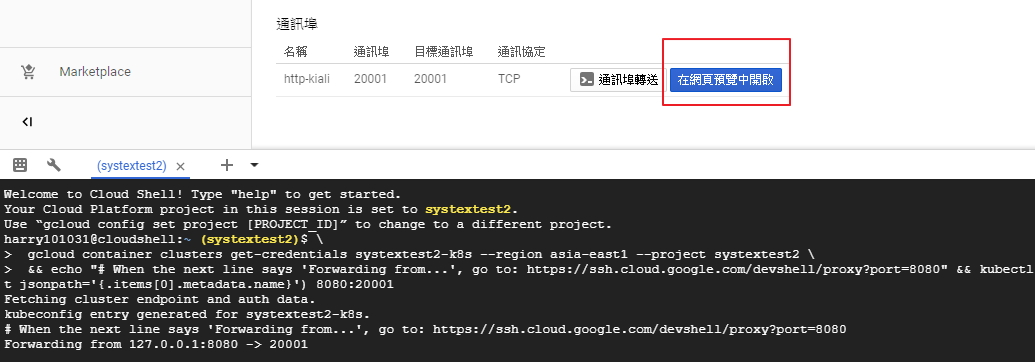 通訊埠
名稱 通訊埠 目標通訊埠 通訊協定
http-kiali 20001 20001 TCP 通訊埠轉送 在網頁預覽中開啟
Marketplace
(systextest2)
Welcome to Cloud Shell! Type "help" to get started.
Your Cloud Platform project in this session is set to systextest2.
Use “gcloud config set project [PROJECT_ID]” to change to a different project.
harry101031@cloudshell:~ (systextest2)$ \
>  gcloud container clusters get-credentials systextest2-k8s --region asia-east1 --project systextest2 \
>  && echo "# When the next line says 'Forwarding from...', go to: https://ssh.cloud.google.com/devshell/proxy?port=8080" && kubectl
t jsonpath='{.items[0].metadata.name}') 8080:20001
Fetching cluster endpoint and auth data.
kubeconfig entry generated for systextest2-k8s.
# When the next line says 'Forwarding from...', go to: https://ssh.cloud.google.com/devshell/proxy?port=8080
Forwarding from 127.0.0.1:8080 -> 20001